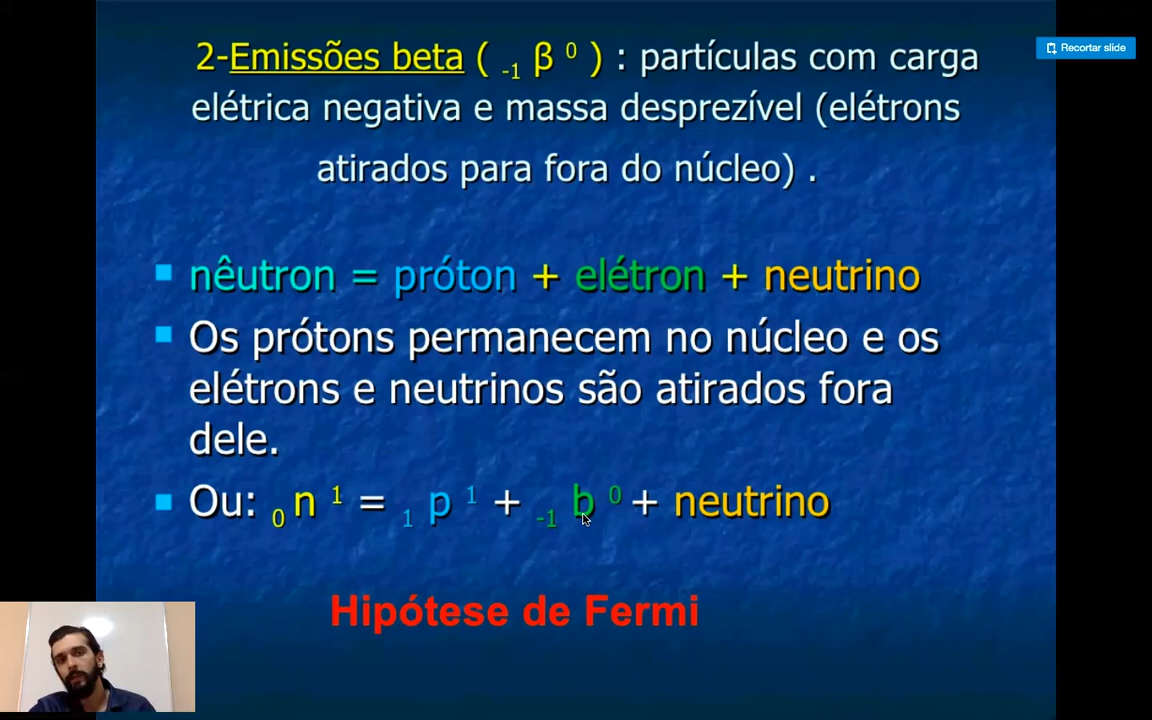 2-Emissões beta ( -1 β 0 ) : partículas com carga
elétrica negativa e massa desprezível (elétrons
atirados para fora do núcleo) .
Recortar slide
nêutron = próton + elétron + neutrino
Os prótons permanecem no núcleo e os
elétrons e neutrinos são atirados fora
dele.
Ou: 0 n 1 = 1 p 1 + -1 b 0 + neutrino
Hipótese de Fermi